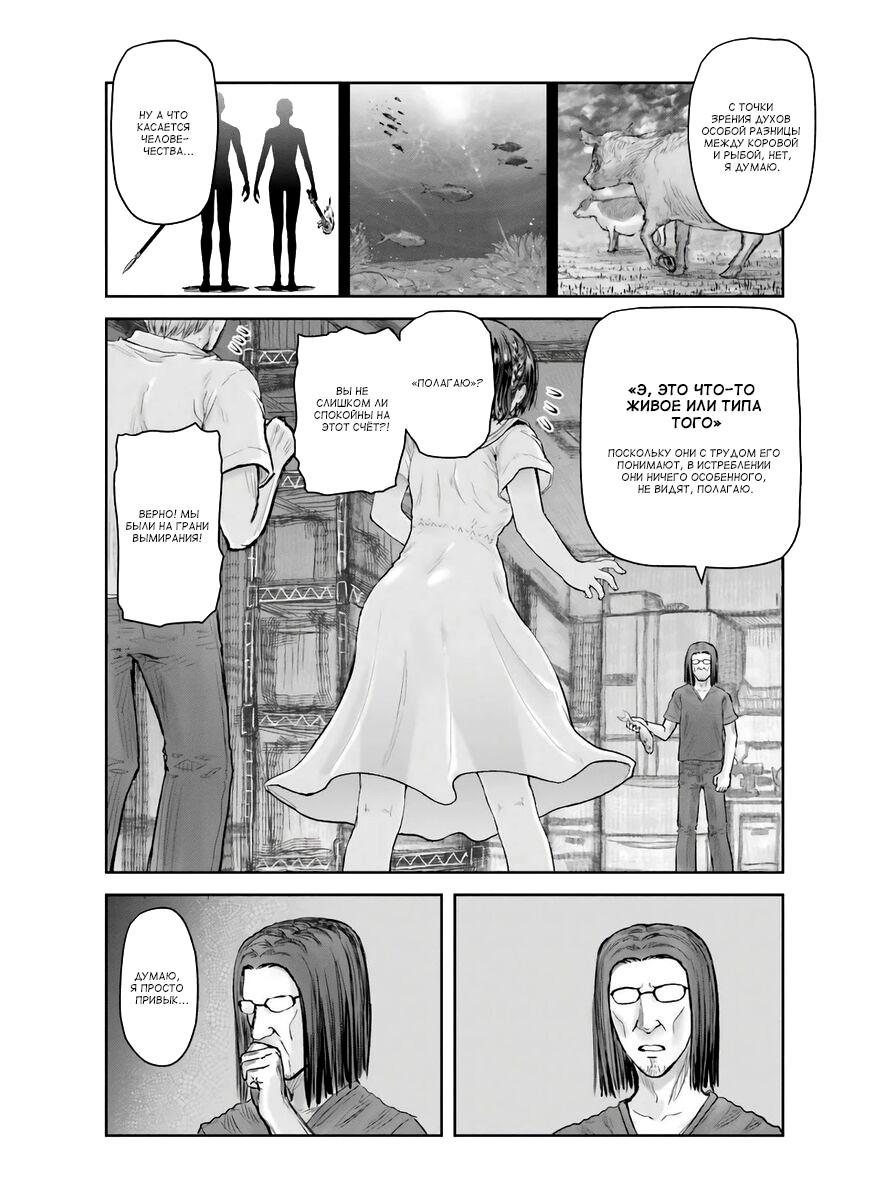 С ТОЧКИ
ЗРЕНИЯ ДУХОВ
ОСОБОЙ РАЗНИЦЫ
МЕЖДУ КОРОВОЙ
И РЫБОЙ, НЕТ,
Я ДУМАЮ.
НУ А ЧТО
КАСАЕТСЯ
ЧЕЛОВЕ-
ЧЕСТВА...
«Э, ЭТО ЧТО-ТО
ЖИВОЕ ИЛИ ТИПА
ТОГО»
ПОСКОЛЬКУ ОНИ С ТРУДОМ ЕГО
ПОНИМАЮТ, В ИСТРЕБЛЕНИИ
ОНИ НИЧЕГО ОСОБЕННОГО,
НЕ ВИДЯТ, ПОЛАГАЮ.
«ПОЛАГАЮ»?
ВЫ НЕ
СЛИШКОМ ЛИ
СПОКОЙНЫ НА
ЭТОТ СЧЁТ?!
ВЕРНО! МЫ
БЫЛИ НА ГРАНИ
ВЫМИРАНИЯ!
ДУМАЮ,
Я ПРОСТО
ПРИВЫК...